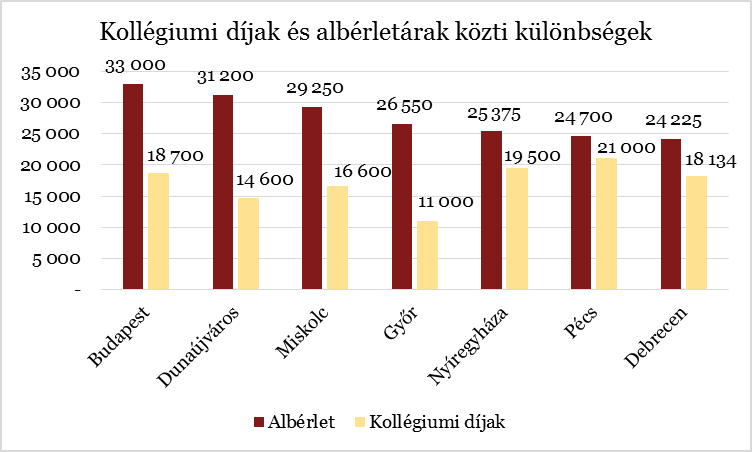 Kollégiumi díjak és albérletárak közti különbségek
35 000
30 000
25 000
20 000
15 000
10 000
5 000
-
33 000
18 700
31 200
14 600
29 250
16 600
26 550
11 000
25 375
19 500
24 700
21 000
24 225
18 134
Budapest
Dunaújváros
Miskolc
Győr
Nyíregyháza
Pécs
Debrecen
Albérlet
Kollégiumi díjak